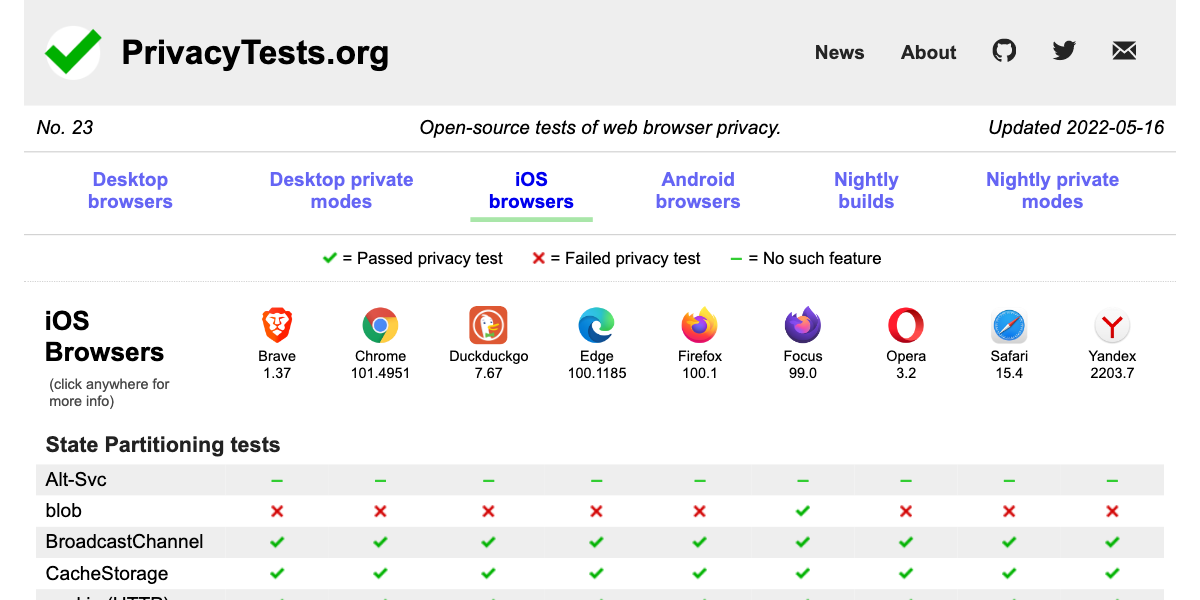 PrivacyTests.org
News About
No. 23 Open-source tests of web browser privacy. Updated 2022-05-16
Desktop browsers Desktop private modes iOS browsers Android browsers Nightly builds Nightly private modes
= Passed privacy test = Failed privacy test = No such feature
iOS Browsers
(click anywhere for more info)
Brave 1.37
Chrome 101.4951
Duckduckgo 7.67
Edge 100.1185
Firefox 100.1
Focus 99.0
Opera 3.2
Safari 15.4
Yandex 2203.7
State Partitioning tests
Alt-Svc
blob
BroadcastChannel
CacheStorage